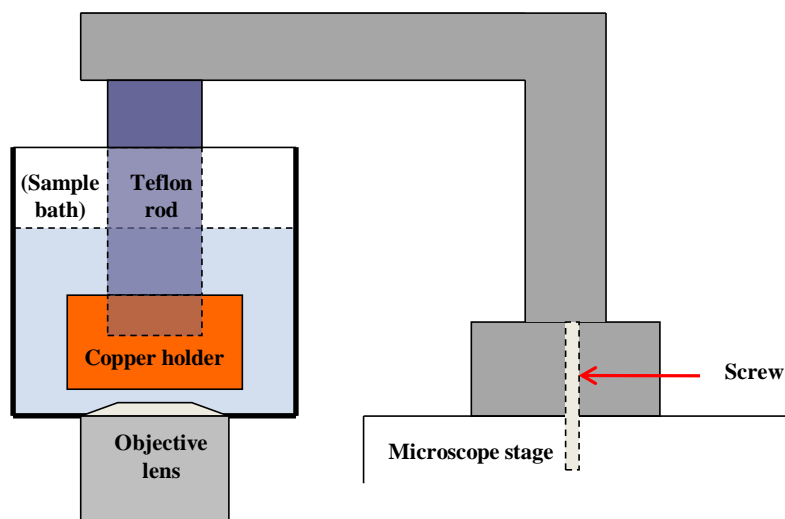 (Sample
bath)
Teflon
rod
Copper holder
Screw
Objective
lens
Microscope stage